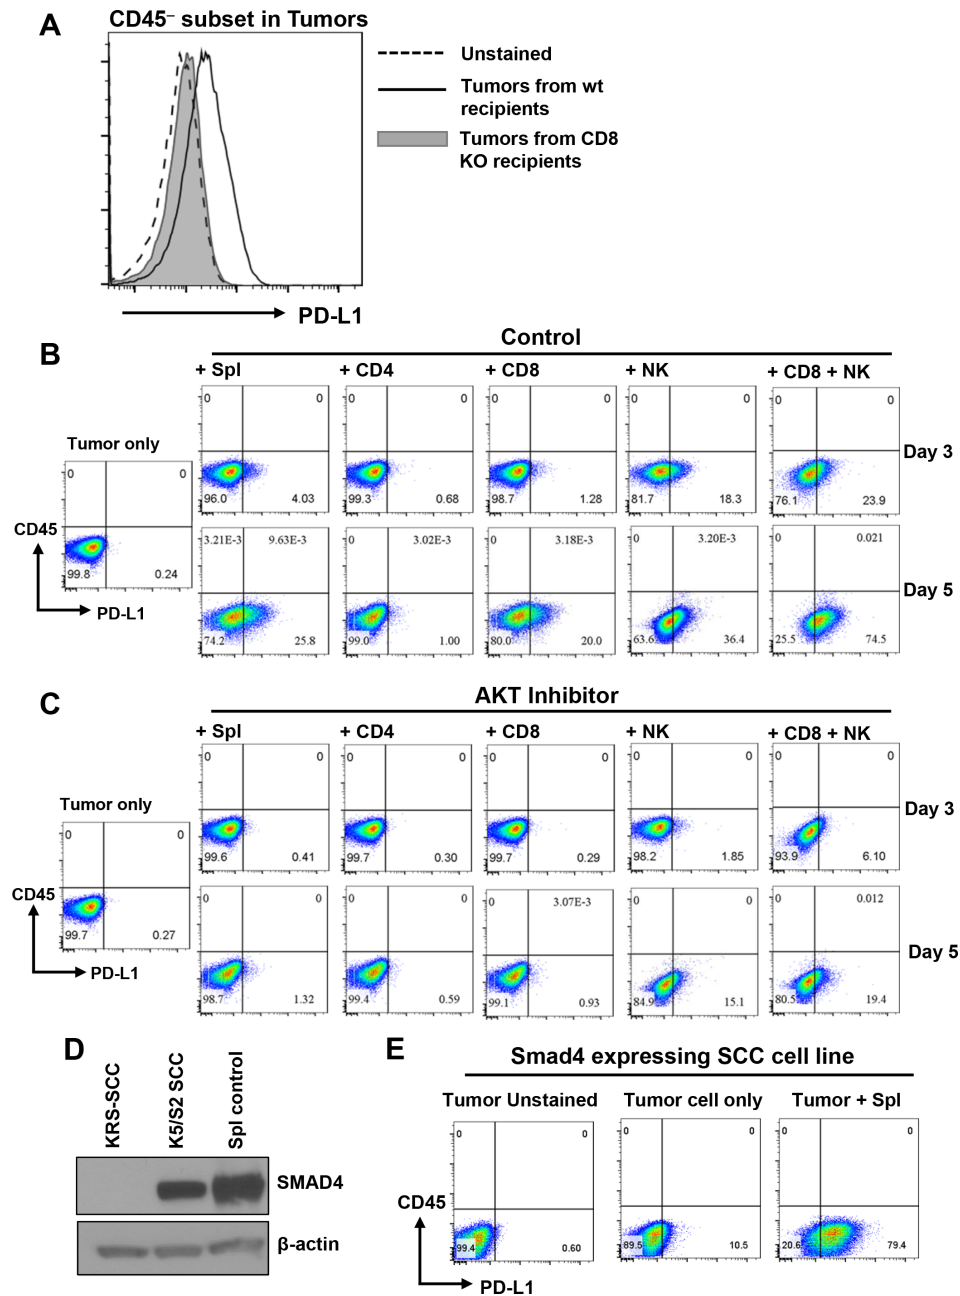 A
CD45– subset in Tumors
Unstained
Tumors from wt
recipients
Tumors from CD8
KO recipients
PD-L1
B
Control
+ Spl
+ CD4
+ CD8
+ NK
+ CD8 + NK
0 0 0 0 0 0 0 0 0 0
Tumor only
Day 3
0 0
96.0 4.03 99.3 0.68 98.7 1.28 81.7 18.3 76.1 23.9
CD45
3.21E-3 9.63E-3 0 3.02E-3 0 3.18E-3 0 3.20E-3 0 0.021
99.8 0.24
Day 5
PD-L1
74.2 25.8 99.0 1.00 80.0 20.0 63.6 36.4 25.5 74.5
C
AKT Inhibitor
+ Spl
+ CD4
+ CD8
+ NK
+ CD8 + NK
0 0 0 0 0 0 0 0 0 0
Tumor only
Day 3
0 0
99.6 0.41 99.7 0.30 99.7 0.29 98.2 1.85 93.9 6.10
CD45
0 0 0 0 0 3.07E-3 0 0 0 0.012
99.7 0.27
Day 5
PD-L1
98.7 1.32 99.4 0.59 99.1 0.93 84.9 15.1 80.5 19.4
D
KRS-SCC
K5/S2 SCC
Spl control
SMAD4
β-actin
E
Smad4 expressing SCC cell line
Tumor Unstained
Tumor cell only
Tumor + Spl
0 0 0 0 0 0
CD45
99.4 0.60 89.5 10.5 20.6 79.4
PD-L1